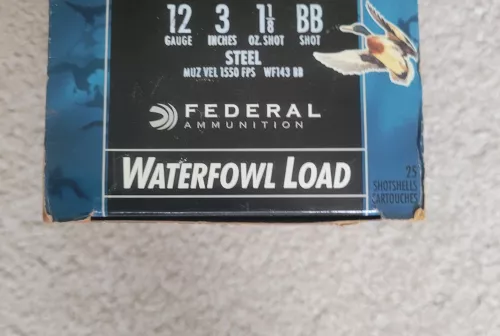 12 3 1 1/8 BB
GAUGE INCHES OZ. SHOT SHOT
STEEL
MUZ VEL 1550 FPS WF143 BB
FEDERAL
AMMUNITION
WATERFOWL LOAD
25
SHOTSHELLS
CARTOUCHES